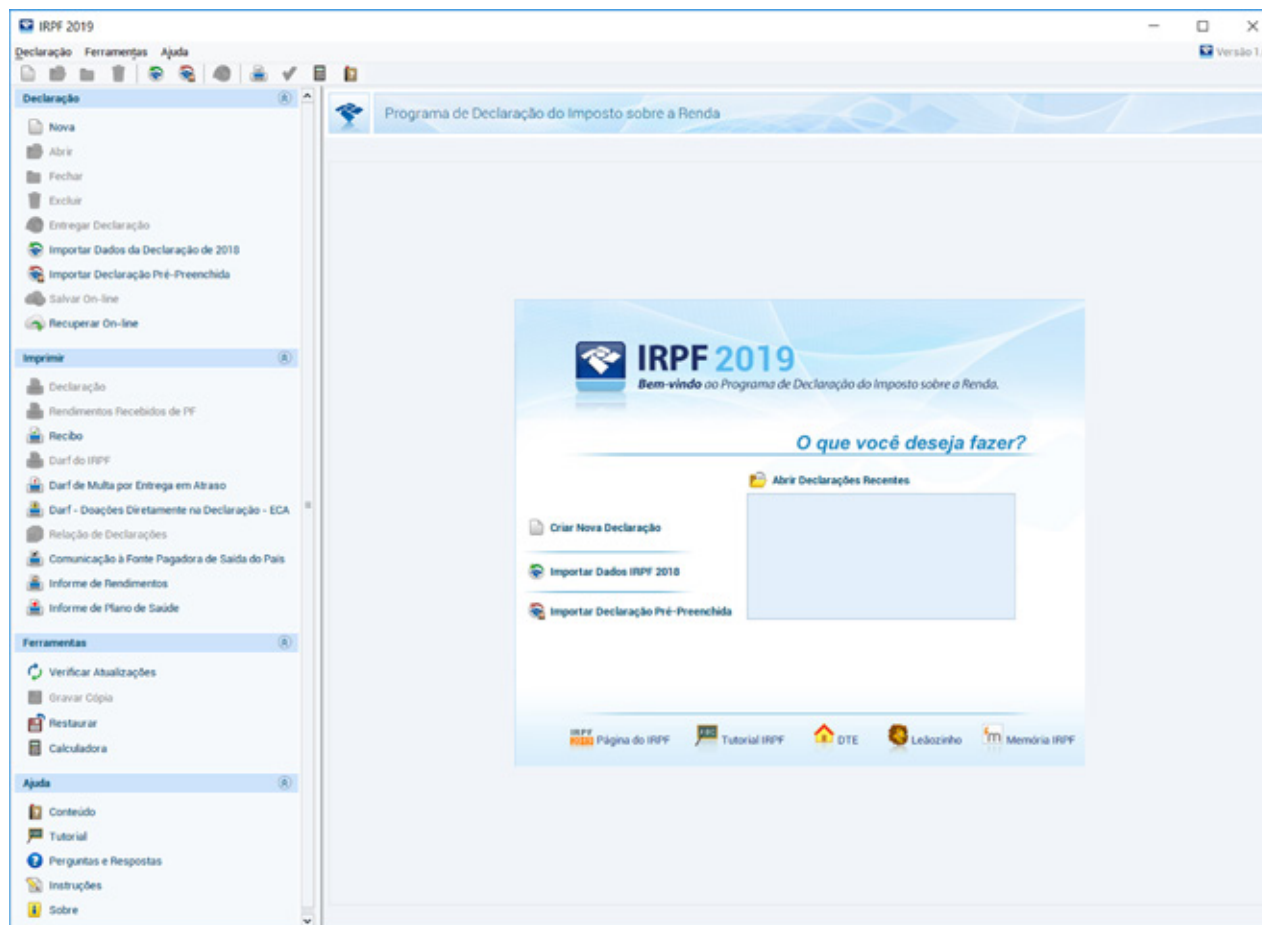 IRPF 2019
Declaração Ferramentas Ajuda
Versão 1.
Declaração
Nova
Abrir
Fechar
Excluir
Entregar Declaração
Importar Dados da Declaração de 2018
Importar Declaração Pré-Preenchida
Salvar On-line
Recuperar On-line
Imprimir
Declaração
Rendimentos Recebidos de PF
Recibo
Darf do IRPF
Darf de Multa por Entrega em Atraso
Darf - Doações Diretamente na Declaração - ECA
Relação de Declarações
Comunicação à Fonte Pagadora de Saída do País
Informe de Rendimentos
Informe de Plano de Saúde
Ferramentas
Verificar Atualizações
Gravar Cópia
Restaurar
Calculadora
Ajuda
Conteúdo
Tutorial
Perguntas e Respostas
Instruções
Sobre
Programa de Declaração do Imposto sobre a Renda
IRPF 2019
Bem-vindo ao Programa de Declaração do Imposto sobre a Renda.
O que você deseja fazer?
Abrir Declarações Recentes
Criar Nova Declaração
Importar Dados IRPF 2018
Importar Declaração Pré-Preenchida
Página do IRPF Tutorial IRPF DTE Leãozinho Memória IRPF